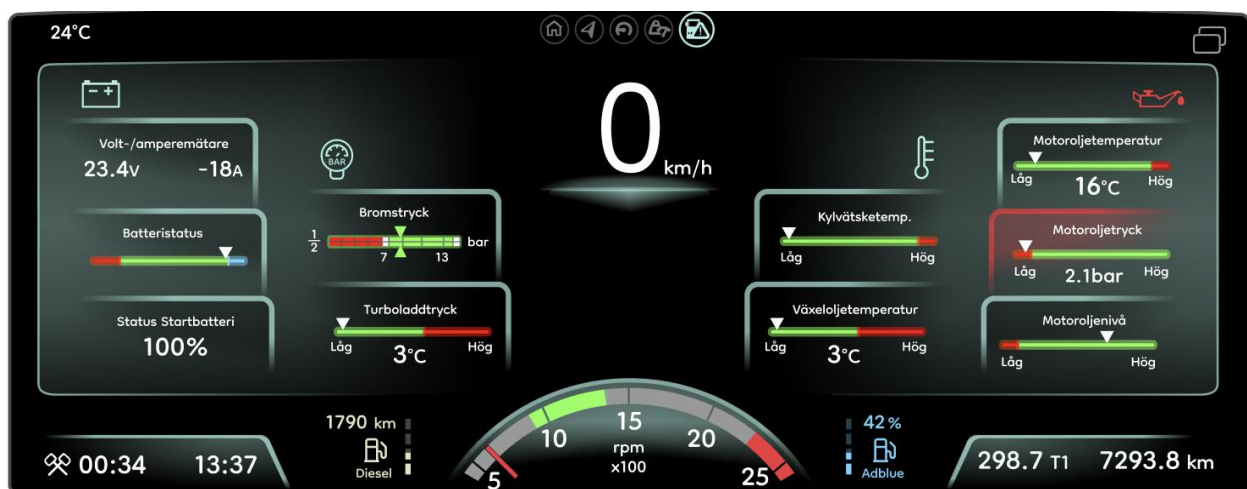 24°C
0 km/h
- +
Volt-/amperemätare
23.4V -18A
Batteristatus
Status Startbatteri
100%
BAR
Bromstryck
1
2
bar
7 13
Turboladdtryck
Låg Hög
3°C
Kylvätsketemp.
Låg Hög
Växeloljetemperatur
Låg Hög
3°C
Motoroljetemperatur
Låg 16°C Hög
Motoroljetryck
Låg 2.1bar Hög
Motoroljenivå
Låg Hög
00:34 13:37
1790 km
Diesel
5 10 15 20 25
rpm
x100
42 %
Adblue
298.7 T1 7293.8 km